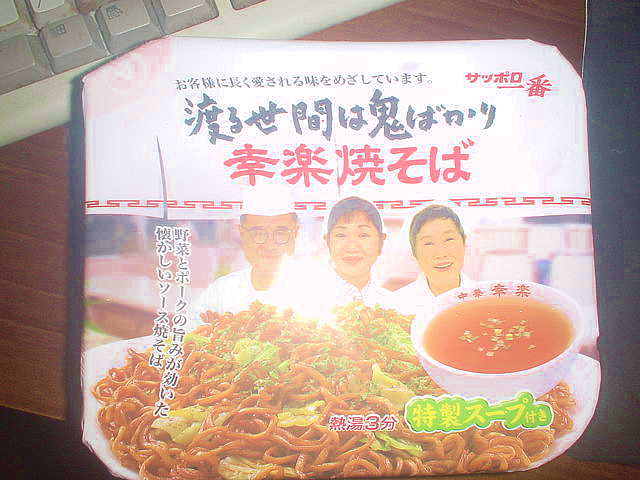 お客様に長く愛される味をめざしています。
サッポロ
一番
渡る世間は鬼ばかり
幸楽焼そば
野菜とポークの旨みが効いた
懐かしいソース焼そば
中華 幸楽
熱湯3分
特製スープ付き